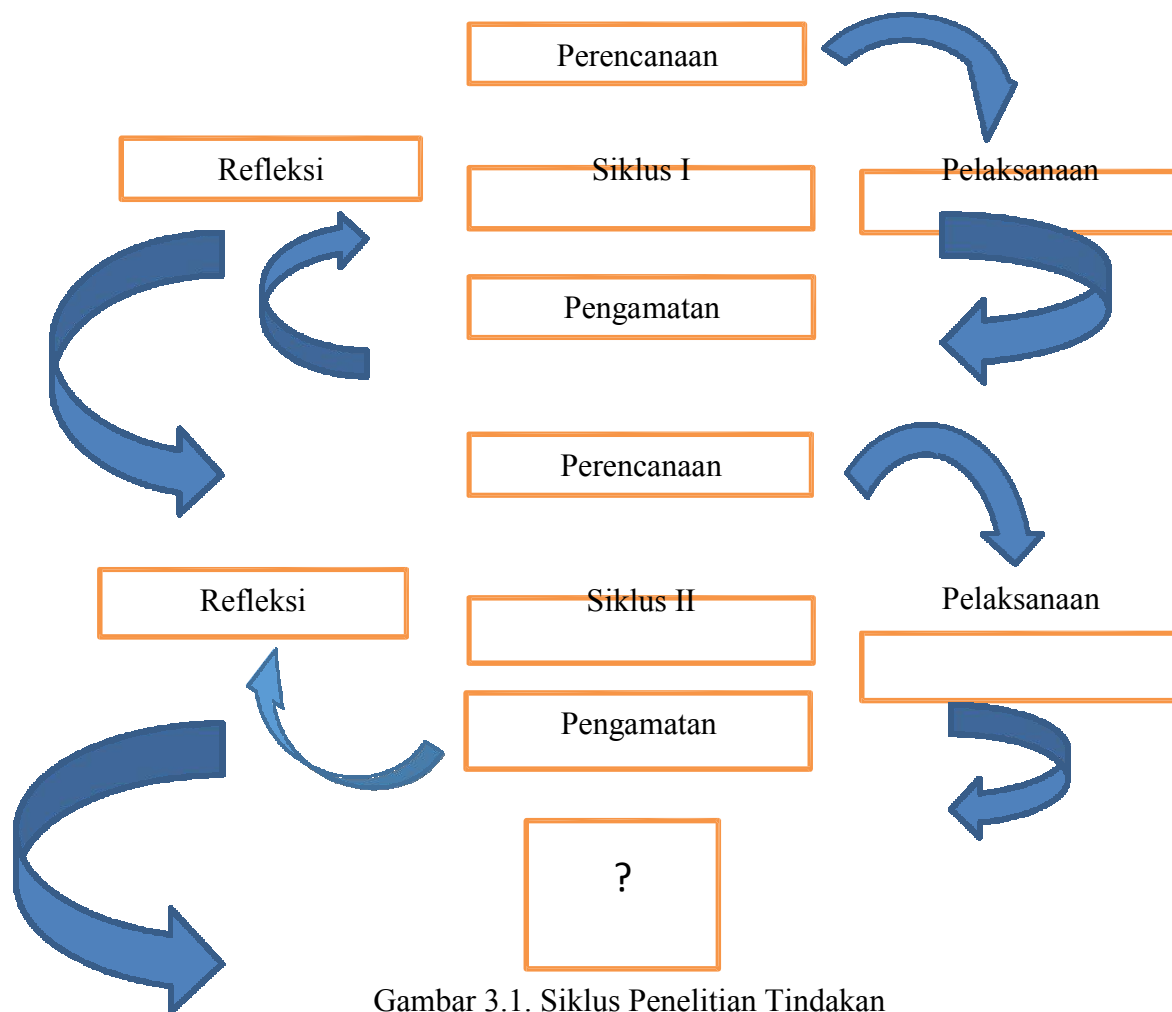 Perencanaan
Refleksi
Siklus I
Pelaksanaan
Pengamatan
Perencanaan
Refleksi
Siklus II
Pelaksanaan
Pengamatan
?
Gambar 3.1. Siklus Penelitian Tindakan